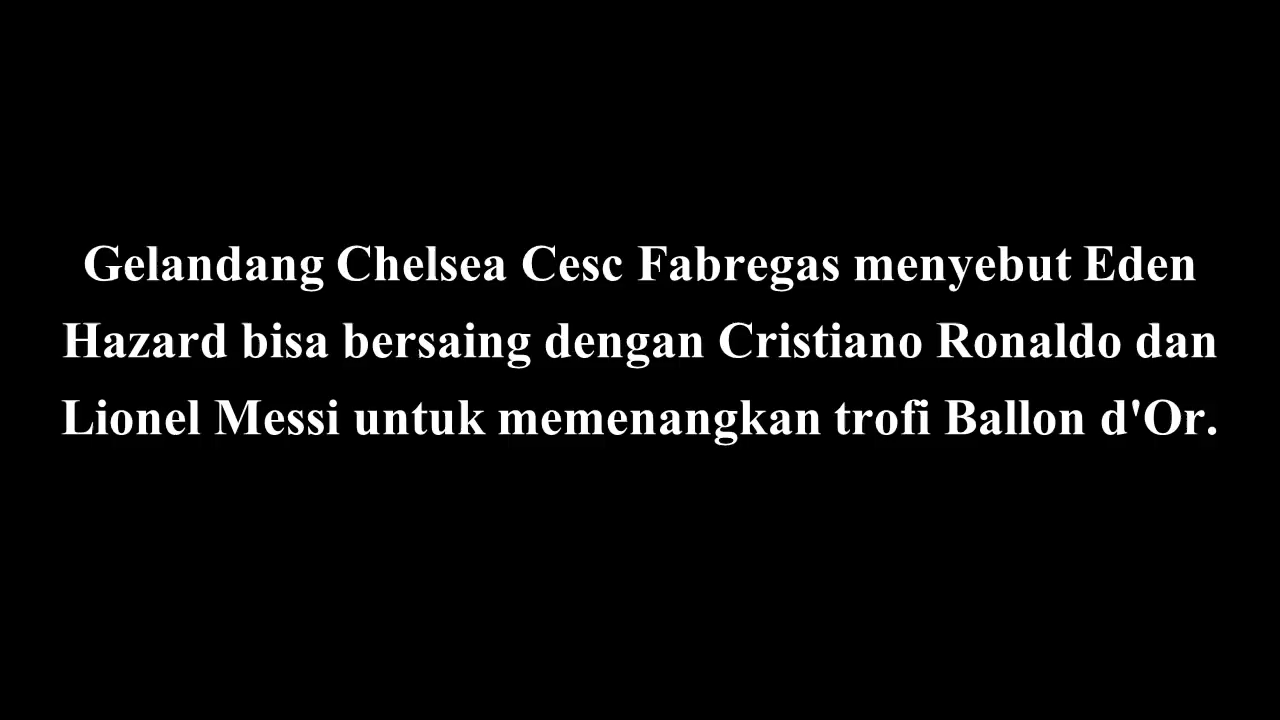 Gelandang Chelsea Cesc Fabregas menyebut Eden
Hazard bisa bersaing dengan Cristiano Ronaldo dan
Lionel Messi untuk memenangkan trofi Ballon d'Or.